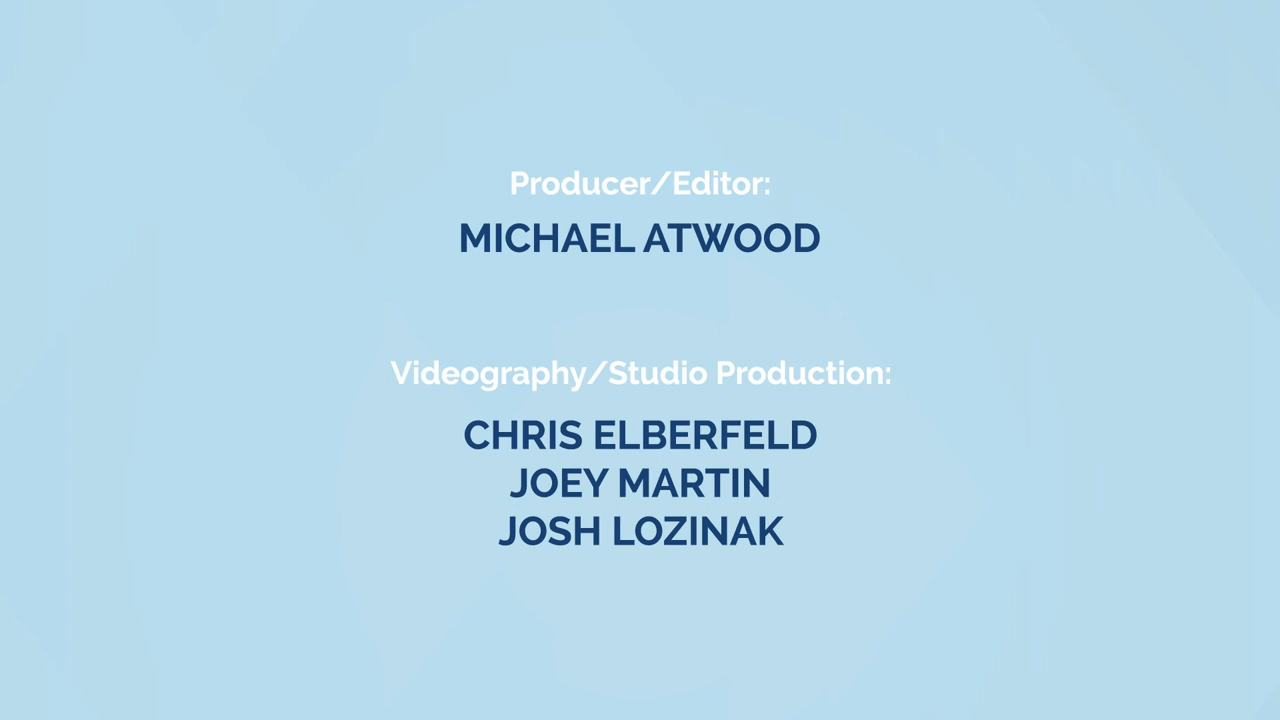 Producer/Editor:
MICHAEL ATWOOD
Videography/Studio Production:
CHRIS ELBERFELD
JOEY MARTIN
JOSH LOZINAK